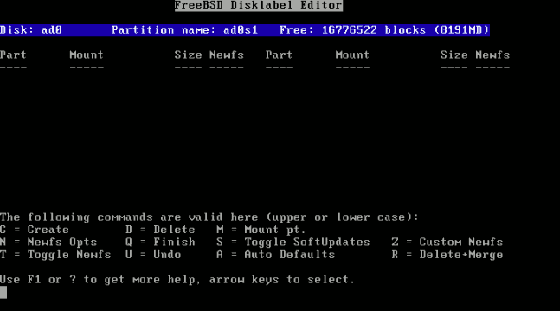 FreeBSD Disklabel Editor
Disk: ad0 Partition name: ad0s1 Free: 16776522 blocks (8191MB)
Part Mount Size Newfs Part Mount Size Newfs
---- ----- ---- ----- ---- ----- ---- -----
The following commands are valid here (upper or lower case):
C = Create D = Delete M = Mount pt.
N = Newfs Opts Q = Finish S = Toggle SoftUpdates Z = Custom Newfs
T = Toggle Newfs U = Undo A = Auto Defaults R = Delete+Merge
Use F1 or ? to get more help, arrow keys to select.